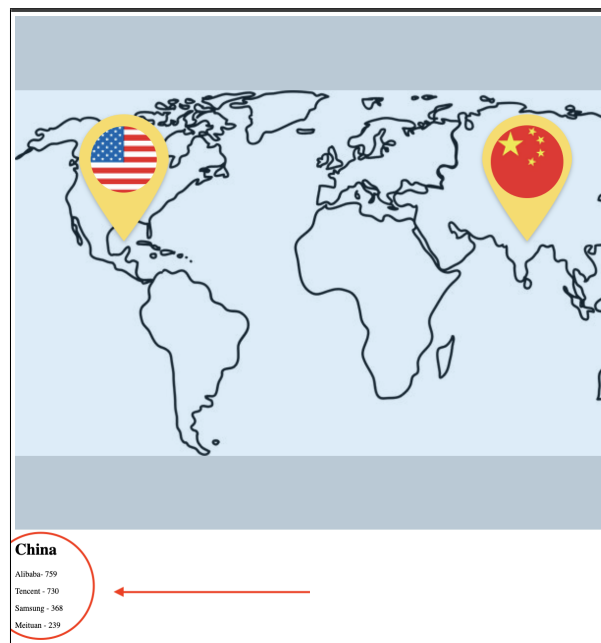 China
Alibaba- 759
Tencent - 730
Samsung - 368
Meituan - 239